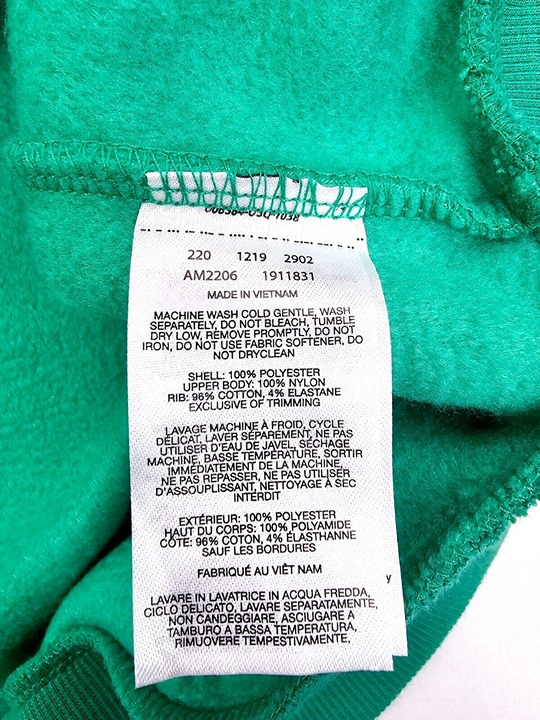 220 1219 2902
AM2206 1911831
MADE IN VIETNAM
MACHINE WASH COLD GENTLE, WASH
SEPARATELY, DO NOT BLEACH, TUMBLE
DRY LOW, REMOVE PROMPTLY, DO NOT
IRON, DO NOT USE FABRIC SOFTENER, DO
NOT DRYCLEAN
SHELL: 100% POLYESTER
UPPER BODY: 100% NYLON
RIB: 96% COTTON, 4% ELASTANE
EXCLUSIVE OF TRIMMING
LAVAGE MACHINE À FROID, CYCLE
DÉLICAT, LAVER SÉPARÉMENT, NE PAS
UTILISER D'EAU DE JAVEL, SÉCHAGE
MACHINE, BASSE TEMPÉRATURE, SORTIR
IMMÉDIATEMENT DE LA MACHINE,
NE PAS REPASSER, NE PAS UTILISER
D'ASSOUPLISSANT, NETTOYAGE À SEC
INTERDIT
EXTÉRIEUR: 100% POLYESTER
HAUT DU CORPS: 100% POLYAMIDE
CÔTE: 96% COTON, 4% ÉLASTHANNE
SAUF LES BORDURES
FABRIQUÉ AU VIÊT NAM
y
LAVARE IN LAVATRICE IN ACQUA FREDDA,
CICLO DELICATO, LAVARE SEPARATAMENTE,
NON CANDEGGIARE, ASCIUGARE A
TAMBURO A BASSA TEMPERATURA,
RIMUOVERE TEMPESTIVAMENTE.